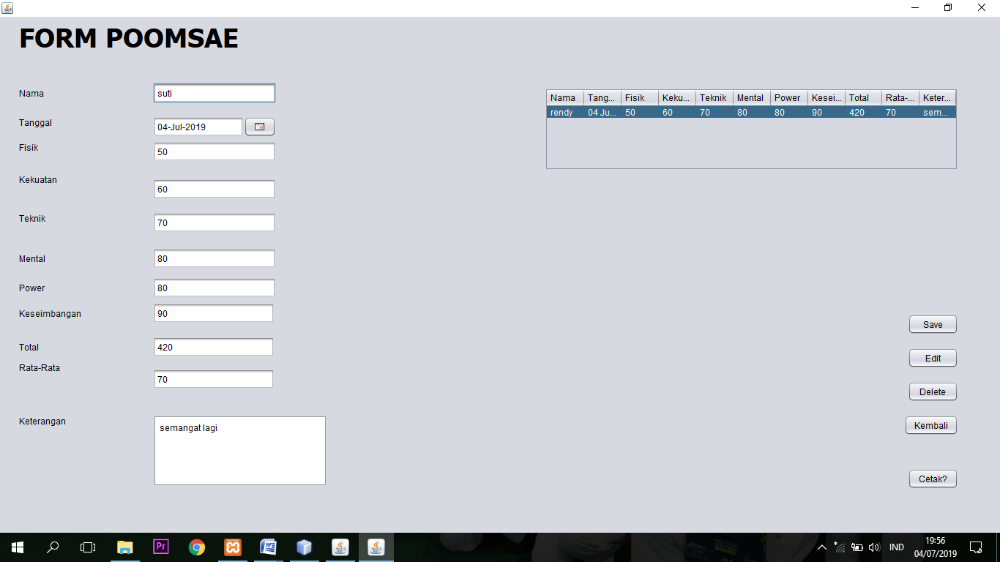 FORM POOMSAE
Nama
suti
Tanggal
04-Jul-2019
Fisik
50
Kekuatan
60
Teknik
70
Mental
80
Power
80
Keseimbangan
90
Total
420
Rata-Rata
70
Keterangan
semangat lagi
Nama Tang... Fisik Keku... Teknik Mental Power Kesei... Total Rata-... Keter...
rendy 04 Ju... 50 60 70 80 80 90 420 70 sem...
Save
Edit
Delete
Kembali
Cetak?
Pr
IND
19:56
04/07/2019